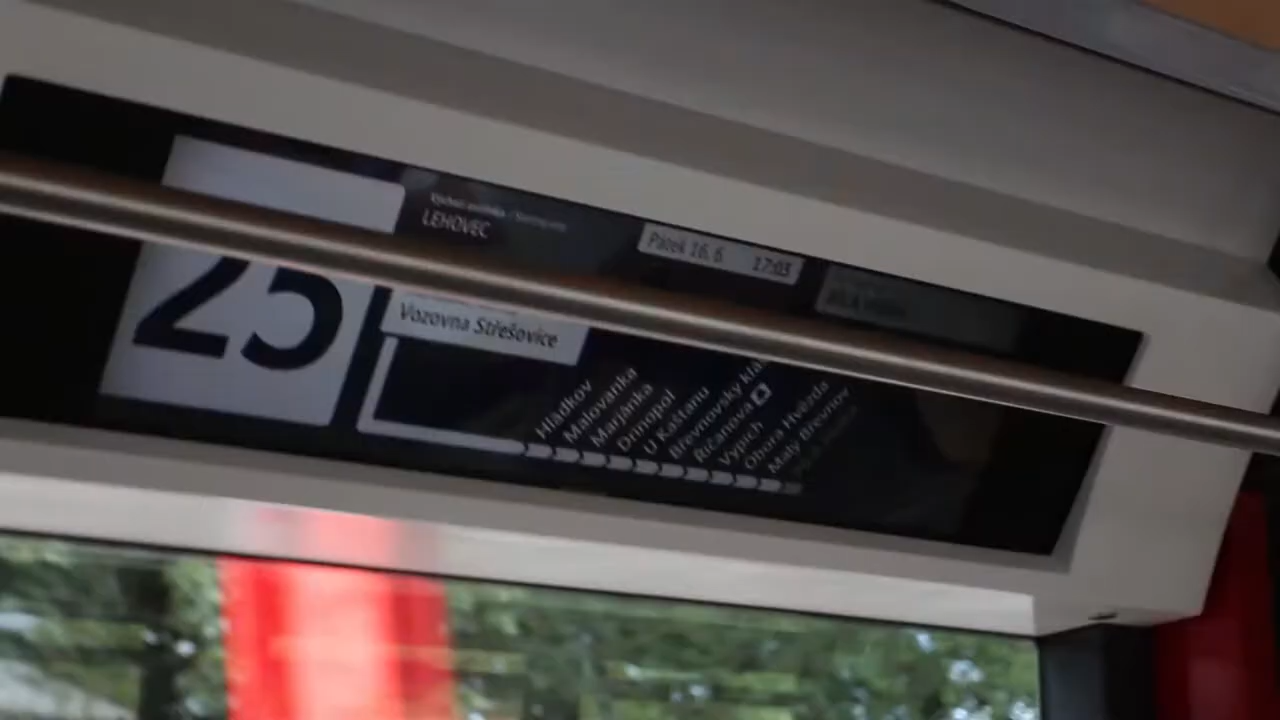 LEHOVEC
Pátek 16. 6
17:03
25
Vozovna Střešovice
Hládkov
Malovanka
Marjánka
Drinopol
U Kaštanu
Břevnovský klá
Říčanova
Vypich
Obora Hvězda
Malý Břevnov